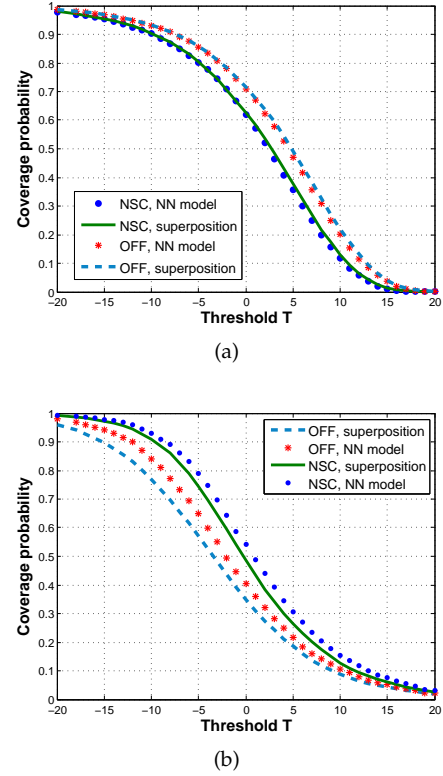 1
0.9
0.8
0.7
0.6
0.5
0.4
0.3
0.2
0.1
0
Coverage probability
NSC, NN model
NSC, superposition
OFF, NN model
OFF, superposition
−20 −15 −10 −5 0 5 10 15 20
Threshold T
(a)
1
0.9
0.8
0.7
0.6
0.5
0.4
0.3
0.2
0.1
0
Coverage probability
OFF, superposition
OFF, NN model
NSC, superposition
NSC, NN model
−20 −15 −10 −5 0 5 10 15 20
Threshold T
(b)